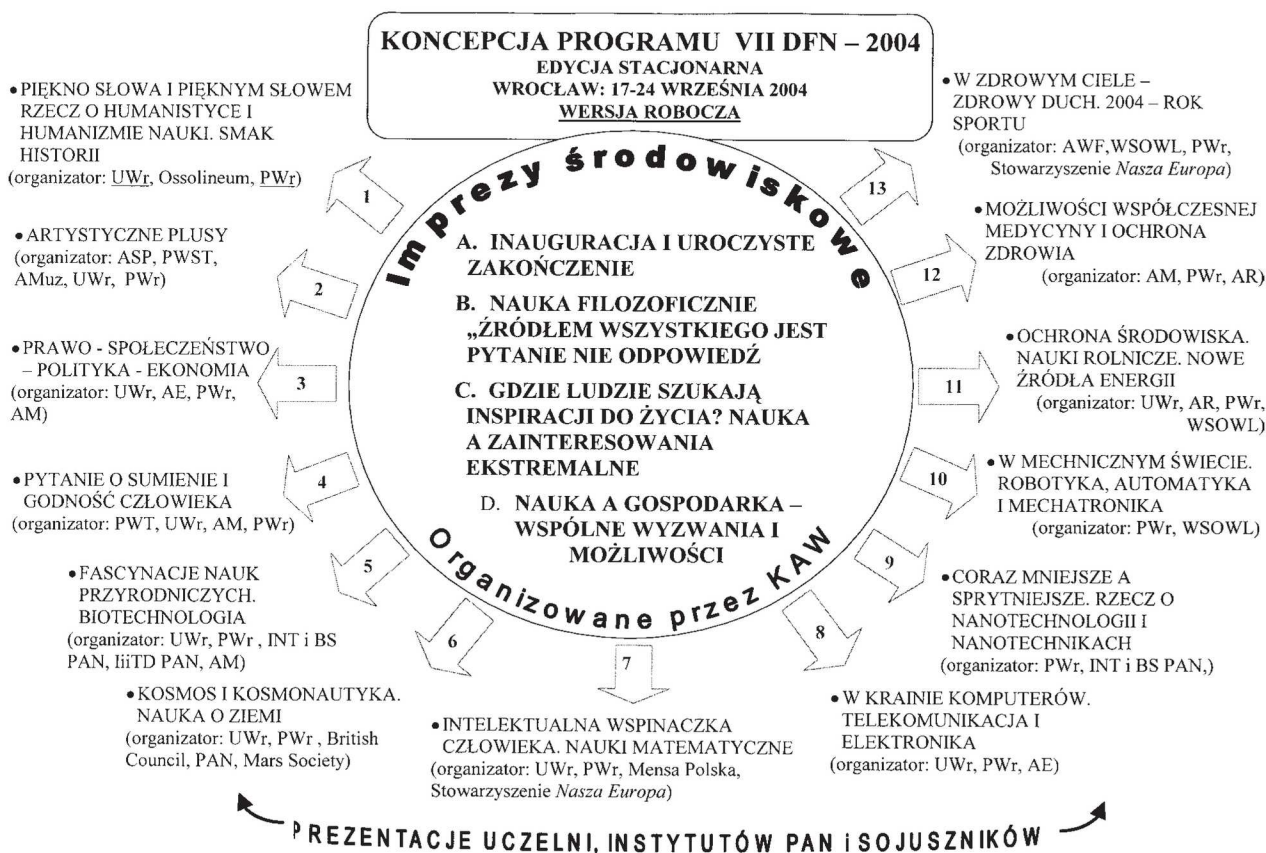 KONCEPCJA PROGRAMU VII DFN – 2004
EDYCJA STACJONARNA
WROCŁAW: 17-24 WRZEŚNIA 2004
WERSJA ROBOCZA
Imprezy środowiskowe
A. INAUGURACJA I UROCZYSTE
ZAKOŃCZENIE
B. NAUKA FILOZOFICZNIE
„ŹRÓDŁEM WSZYSTKIEGO JEST
PYTANIE NIE ODPOWIEDŹ
C. GDZIE LUDZIE SZUKAJĄ
INSPIRACJI DO ŻYCIA? NAUKA
A ZAINTERESOWANIA
EKSTREMALNE
D. NAUKA A GOSPODARKA –
WSPÓLNE WYZWANIA I
MOŻLIWOŚCI
Organizowane przez KAW
1
• PIĘKNO SŁOWA I PIĘKNYM SŁOWEM
RZECZ O HUMANISTYCE I
HUMANIZMIE NAUKI. SMAK
HISTORII
(organizator: UWr, Ossolineum, PWr)
2
• ARTYSTYCZNE PLUSY
(organizator: ASP, PWST,
AMuz, UWr, PWr)
3
• PRAWO - SPOŁECZEŃSTWO
– POLITYKA - EKONOMIA
(organizator: UWr, AE, PWr,
AM)
4
• PYTANIE O SUMIENIE I
GODNOŚĆ CZŁOWIEKA
(organizator: PWT, UWr, AM, PWr)
5
• FASCYNACJE NAUK
PRZYRODNICZYCH.
BIOTECHNOLOGIA
(organizator: UWr, PWr , INT i BS
PAN, IiiTD PAN, AM)
6
• KOSMOS I KOSMONAUTYKA.
NAUKA O ZIEMI
(organizator: UWr, PWr , British
Council, PAN, Mars Society)
7
• INTELEKTUALNA WSPINACZKA
CZŁOWIEKA. NAUKI MATEMATYCZNE
(organizator: UWr, PWr, Mensa Polska,
Stowarzyszenie Nasza Europa)
8
• W KRAINIE KOMPUTERÓW.
TELEKOMUNIKACJA I
ELEKTRONIKA
(organizator: UWr, PWr, AE)
9
• CORAZ MNIEJSZE A
SPRYTNIEJSZE. RZECZ O
NANOTECHNOLOGII I
NANOTECHNIKACH
(organizator: PWr, INT i BS PAN,)
10
• W MECHNICZNYM ŚWIECIE.
ROBOTYKA, AUTOMATYKA
I MECHATRONIKA
(organizator: PWr, WSOWL)
11
• OCHRONA ŚRODOWISKA.
NAUKI ROLNICZE. NOWE
ŹRÓDŁA ENERGII
(organizator: UWr, AR, PWr,
WSOWL)
12
• MOŻLIWOŚCI WSPÓŁCZESNEJ
MEDYCYNY I OCHRONA
ZDROWIA
(organizator: AM, PWr, AR)
13
• W ZDROWYM CIELE –
ZDROWY DUCH. 2004 – ROK
SPORTU
(organizator: AWF,WSOWL, PWr,
Stowarzyszenie Nasza Europa)
PREZENTACJE UCZELNI, INSTYTUTÓW PAN i SOJUSZNIKÓW